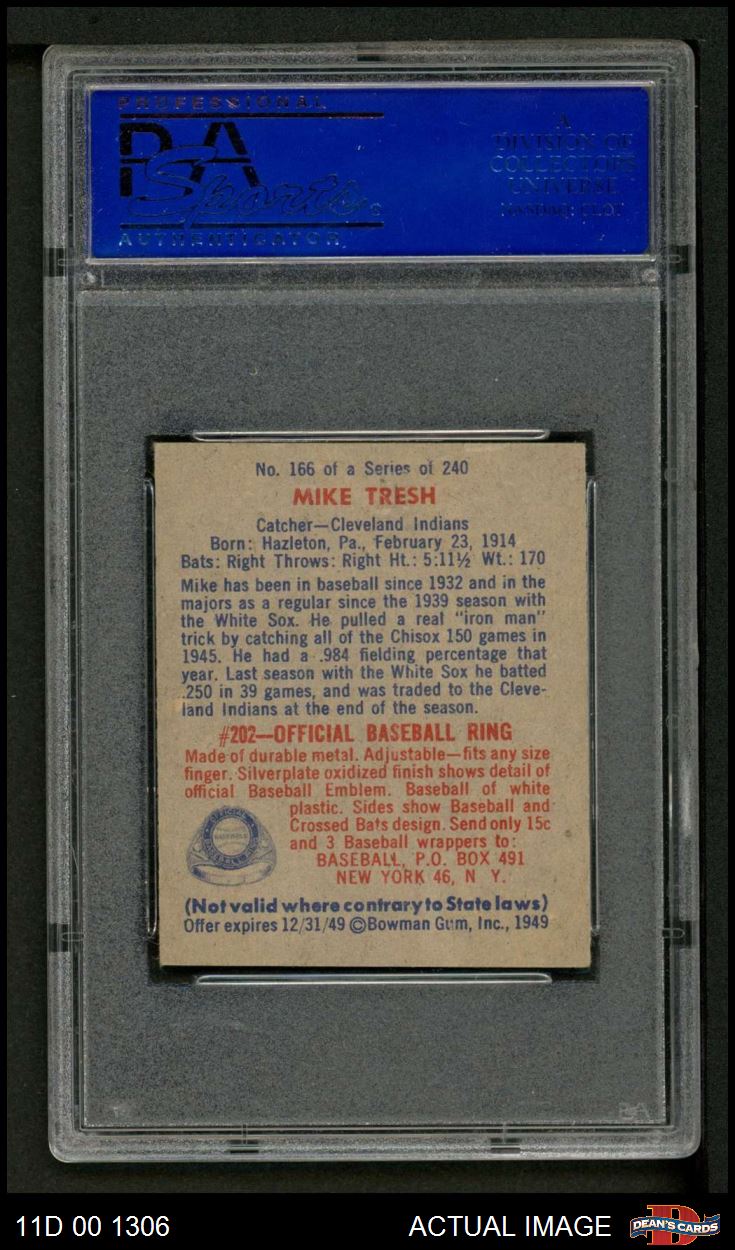 PROFESSIONAL
PSA
Sports
AUTHENTICATOR
A
DIVISION OF
COLLECTORS
UNIVERSE
NASDAQ: CLCT
No. 166 of a Series of 240
MIKE TRESH
Catcher—Cleveland Indians
Born: Hazleton, Pa., February 23, 1914
Bats: Right Throws: Right Ht.: 5:11½ Wt.: 170
Mike has been in baseball since 1932 and in the
majors as a regular since the 1939 season with
the White Sox. He pulled a real "iron man"
trick by catching all of the Chisox 150 games in
1945. He had a .984 fielding percentage that
year. Last season with the White Sox he batted
.250 in 39 games, and was traded to the Cleve-
land Indians at the end of the season.
#202—OFFICIAL BASEBALL RING
Made of durable metal. Adjustable—fits any size
finger. Silverplate oxidized finish shows detail of
official Baseball Emblem. Baseball of white
plastic. Sides show Baseball and
Crossed Bats design. Send only 15c
and 3 Baseball wrappers to:
BASEBALL, P.O. BOX 491
NEW YORK 46, N Y.
(Not valid where contrary to State laws)
Offer expires 12/31/49 ©Bowman Gum, Inc., 1949
PSA
11D 00 1306
ACTUAL IMAGE
DEAN'S CARDS